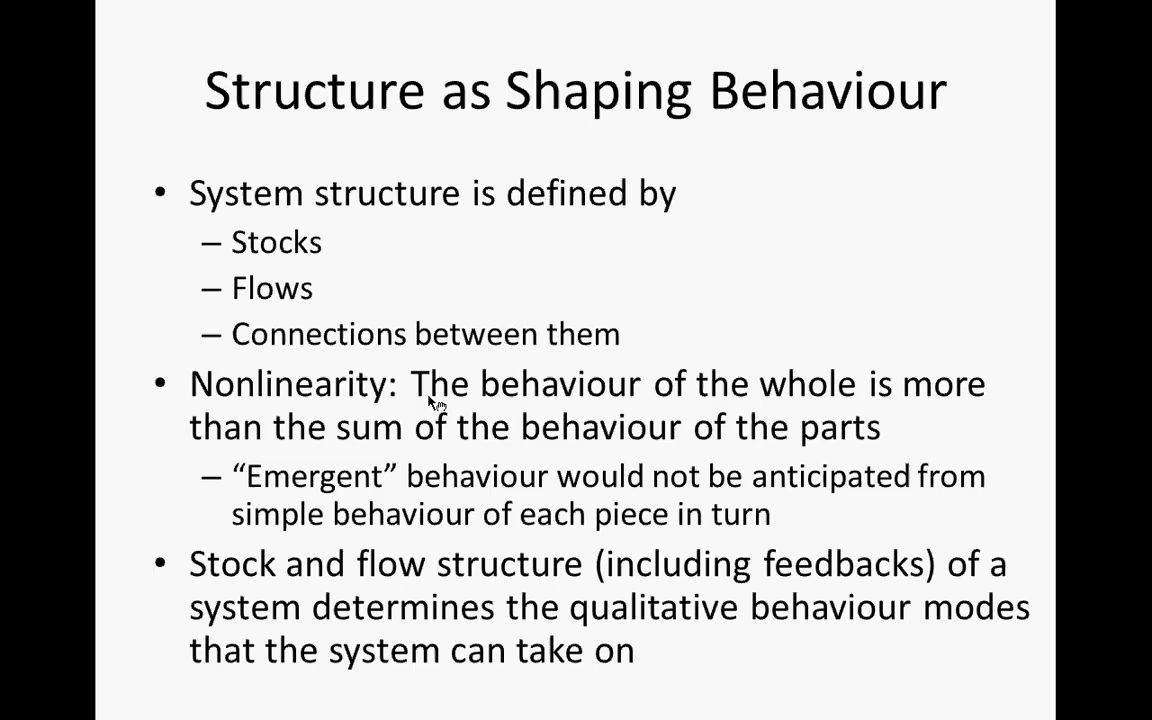 Structure as Shaping Behaviour
• System structure is defined by
– Stocks
– Flows
– Connections between them
• Nonlinearity: The behaviour of the whole is more
than the sum of the behaviour of the parts
– “Emergent” behaviour would not be anticipated from
simple behaviour of each piece in turn
• Stock and flow structure (including feedbacks) of a
system determines the qualitative behaviour modes
that the system can take on